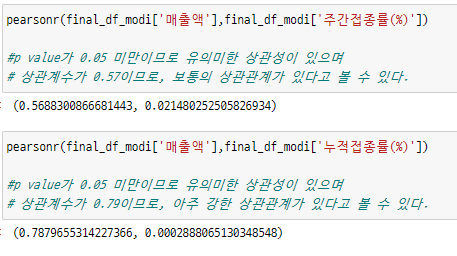 pearsonr(final_df_modi['매출액'],final_df_modi['주간접종률(%)'])
#p value가 0.05 미만이므로 유의미한 상관성이 있으며
# 상관계수가 0.57이므로, 보통의 상관관계가 있다고 볼 수 있다.
(0.5688300866681443, 0.021480252505826934)
pearsonr(final_df_modi['매출액'],final_df_modi['누적접종률(%)'])
#p value가 0.05 미만이므로 유의미한 상관성이 있으며
# 상관계수가 0.79이므로, 아주 강한 상관관계가 있다고 볼 수 있다.
(0.7879655314227366, 0.0002888065130348548)